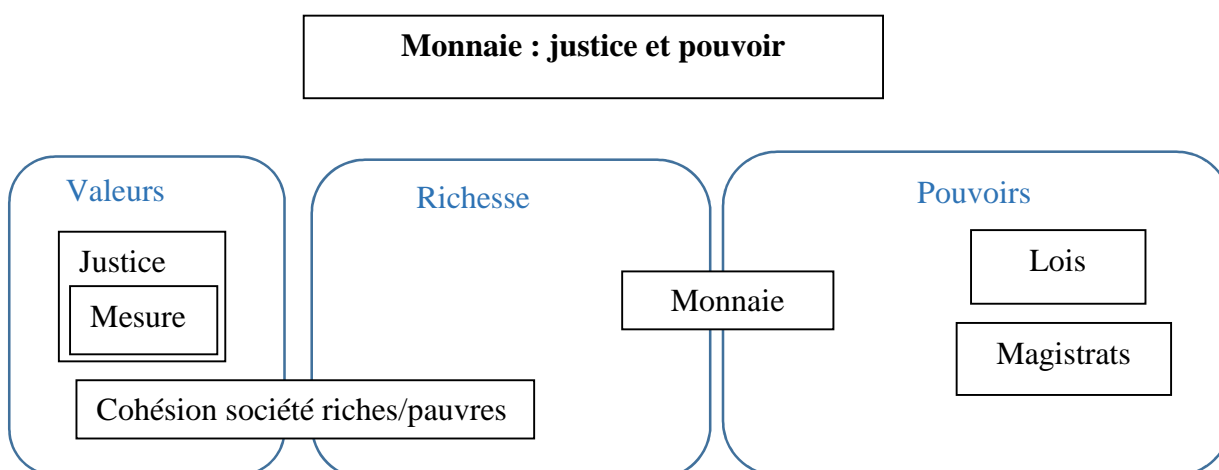 Monnaie : justice et pouvoir
Valeurs
Justice
Mesure
Cohésion société riches/pauvres
Richesse
Monnaie
Pouvoirs
Lois
Magistrats